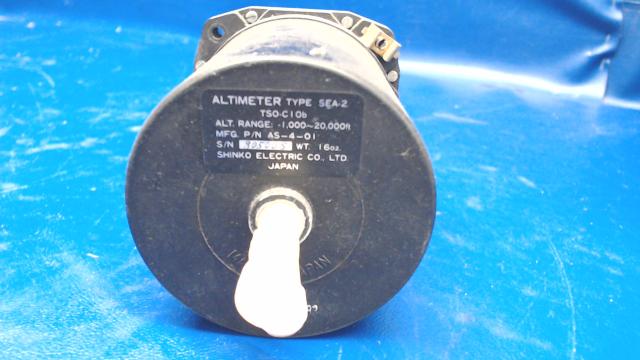 ALTIMETER TYPE SEA-2
TSO-C10b
ALT. RANGE: -1,000~20,000ft
MFG. P/N AS-4-01
S/N WT. 16oz.
SHINKO ELECTRIC CO., LTD.
JAPAN